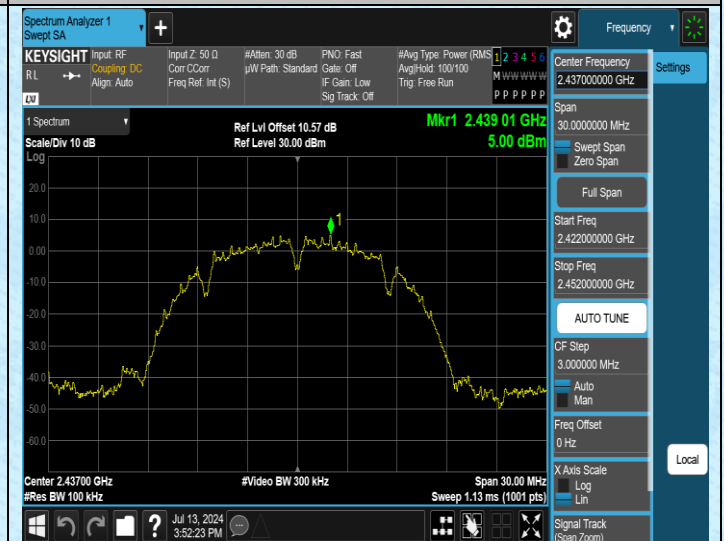 Spectrum Analyzer 1
Swept SA
+
Frequency
KEYSIGHT
RL
LXI
Input: RF
Coupling: DC
Align: Auto
Input Z: 50 Ω
Corr CCorr
Freq Ref: Int (S)
#Atten: 30 dB
µW Path: Standard
PNO: Fast
Gate: Off
IF Gain: Low
Sig Track: Off
#Avg Type: Power (RMS
Avg|Hold: 100/100
Trig: Free Run
1 2 3 4 5 6
M W W W W W
P P P P P P
Settings
Center Frequency
2.437000000 GHz
Span
30.0000000 MHz
Swept Span
Zero Span
Full Span
Start Freq
2.422000000 GHz
Stop Freq
2.452000000 GHz
AUTO TUNE
CF Step
3.000000 MHz
Auto
Man
Freq Offset
0 Hz
X Axis Scale
Log
Lin
Signal Track
(Span Zoom)
Local
1 Spectrum
Scale/Div 10 dB
Log
Ref Lvl Offset 10.57 dB
Ref Level 30.00 dBm
Mkr1 2.439 01 GHz
5.00 dBm
20.0
10.0
0.00
-10.0
-20.0
-30.0
-40.0
-50.0
-60.0
1
Center 2.43700 GHz
#Res BW 100 kHz
#Video BW 300 kHz
Span 30.00 MHz
Sweep 1.13 ms (1001 pts)
?
Jul 13, 2024
3:52:23 PM